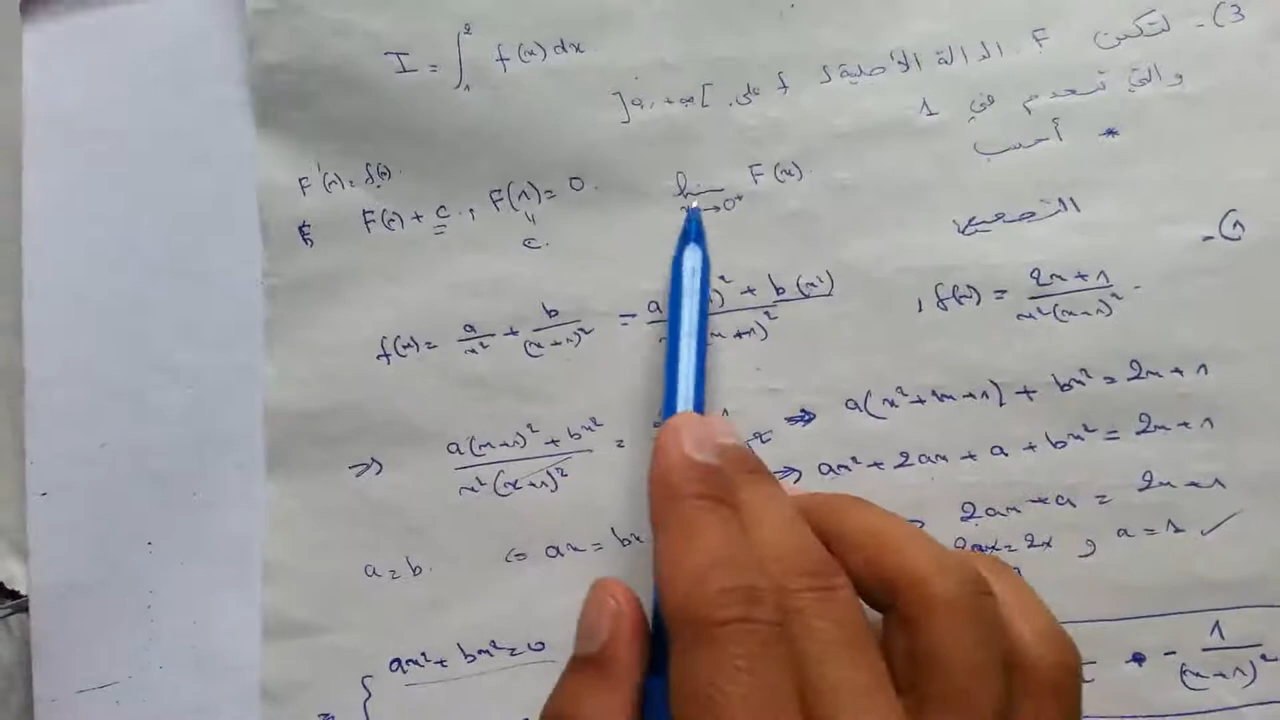 3)- لتكن F الدالة الأصلية ل f على ]0, +∞[
والتي تنعدم في 1
I = ∫₁² f(x) dx
* أحسب
lim x→0⁺ F(x)
F'(x) = f(x)
F(x) + c , F(1) = 0
c
التصحيح
1)-
, f(x) = (2x+1)/(x²(x+1)²)
f(x) = a/x² + b/(x+1)² =
+ b(x²)
⇒ (a(x+1)² + bx²)/(x²(x+1)²) =
⇒ a(x²+2x+1) + bx² = 2x+1
⇒ ax² + 2ax + a + bx² = 2x+1
2ax + a = 2x+1
2ax = 2x , a = 1 ✓
a = b
{ ax² + bx² = 0
- 1/(x+1)²